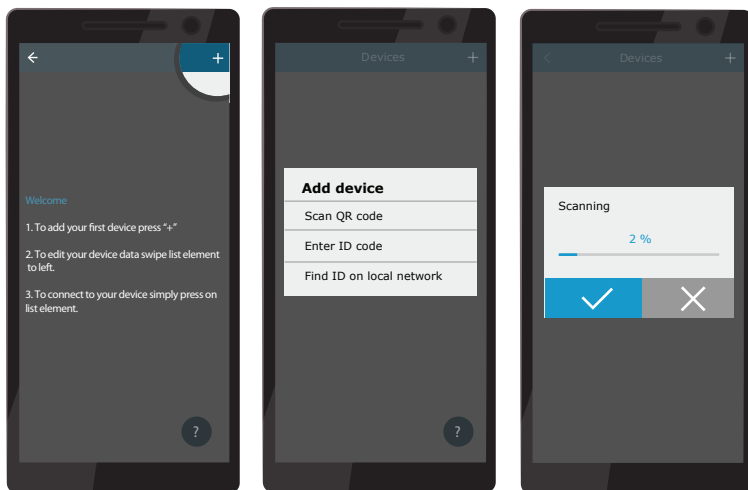 Welcome
1. To add your first device press “+”
2. To edit your device data swipe list element
to left.
3. To connect to your device simply press on
list element.
?
Devices
Add device
Scan QR code
Enter ID code
Find ID on local network
?
Devices
Scanning
2 %